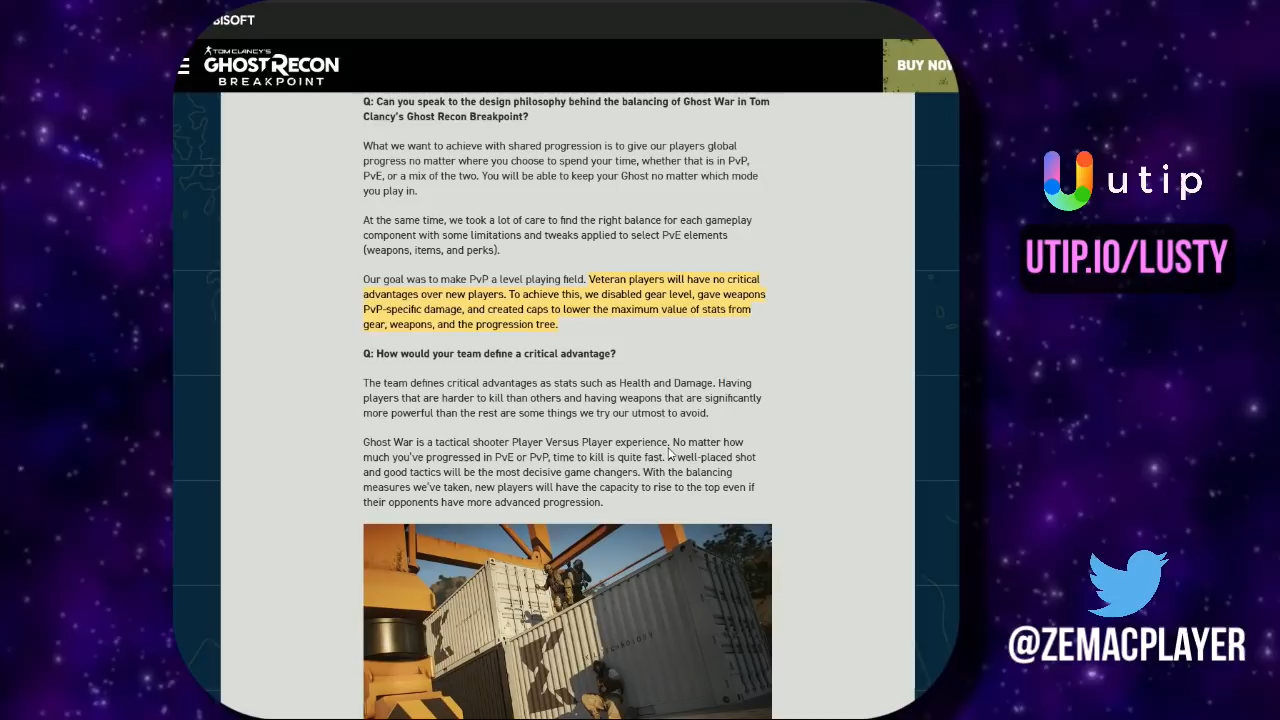 BISOFT
TOM CLANCY'S
GHOST RECON
BREAKPOINT
BUY NOW
Q: Can you speak to the design philosophy behind the balancing of Ghost War in Tom
Clancy's Ghost Recon Breakpoint?
What we want to achieve with shared progression is to give our players global
progress no matter where you choose to spend your time, whether that is in PvP,
PvE, or a mix of the two. You will be able to keep your Ghost no matter which mode
you play in.
At the same time, we took a lot of care to find the right balance for each gameplay
component with some limitations and tweaks applied to select PvE elements
(weapons, items, and perks).
Our goal was to make PvP a level playing field. Veteran players will have no critical
advantages over new players. To achieve this, we disabled gear level, gave weapons
PvP-specific damage, and created caps to lower the maximum value of stats from
gear, weapons, and the progression tree.
Q: How would your team define a critical advantage?
The team defines critical advantages as stats such as Health and Damage. Having
players that are harder to kill than others and having weapons that are significantly
more powerful than the rest are some things we try our utmost to avoid.
Ghost War is a tactical shooter Player Versus Player experience. No matter how
much you've progressed in PvE or PvP, time to kill is quite fast. A well-placed shot
and good tactics will be the most decisive game changers. With the balancing
measures we've taken, new players will have the capacity to rise to the top even if
their opponents have more advanced progression.
utip
UTIP.IO/LUSTY
@ZEMACPLAYER